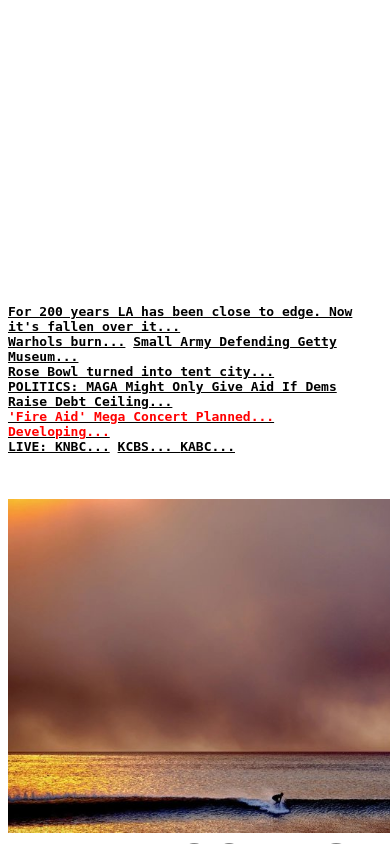 For 200 years LA has been close to edge. Now
it's fallen over it...
Warhols burn... Small Army Defending Getty
Museum...
Rose Bowl turned into tent city...
POLITICS: MAGA Might Only Give Aid If Dems
Raise Debt Ceiling...
'Fire Aid' Mega Concert Planned...
Developing...
LIVE: KNBC... KCBS... KABC...